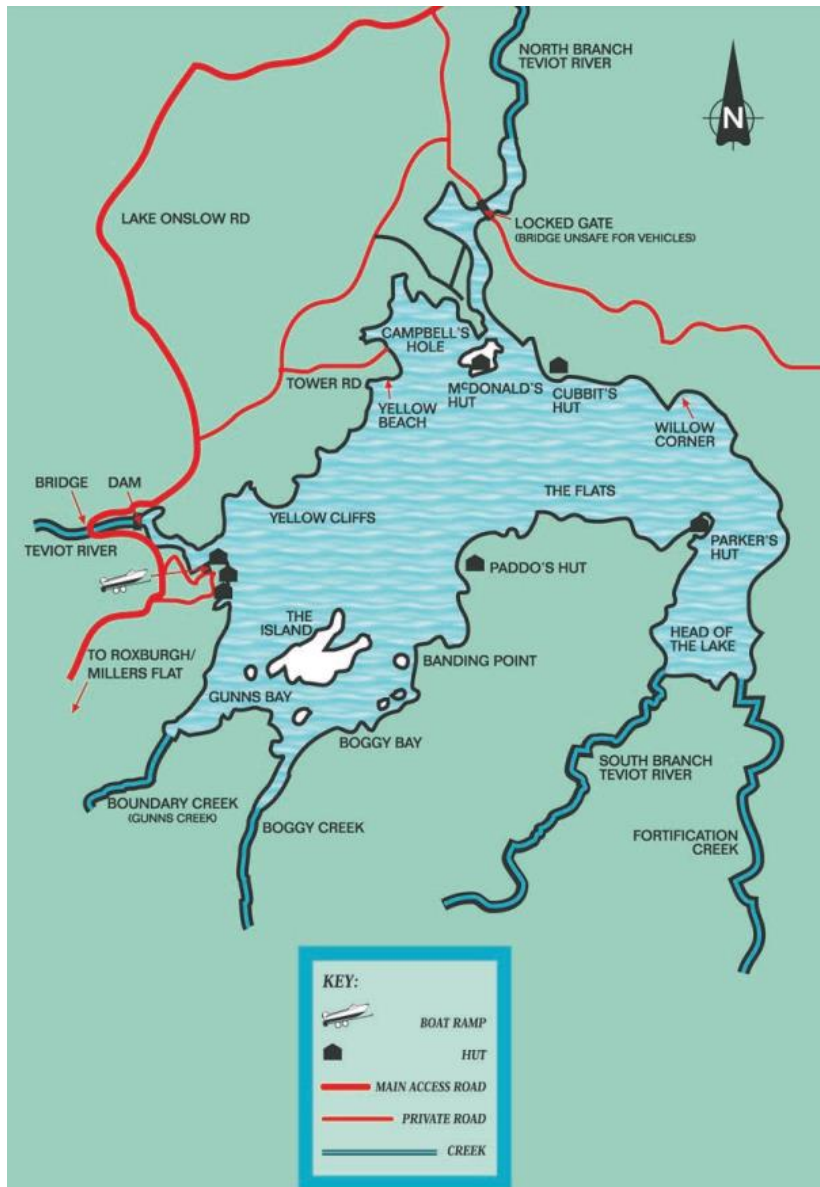 NORTH BRANCH
TEVIOT RIVER
N
LAKE ONSLOW RD
LOCKED GATE
(BRIDGE UNSAFE FOR VEHICLES)
CAMPBELL'S
HOLE
TOWER RD
McDONALD'S
HUT
CUBBIT'S
HUT
YELLOW
BEACH
WILLOW
CORNER
BRIDGE
DAM
THE FLATS
YELLOW CLIFFS
TEVIOT RIVER
PARKER'S
HUT
PADDO'S HUT
THE
ISLAND
HEAD OF
THE LAKE
TO ROXBURGH/
MILLERS FLAT
BANDING POINT
GUNNS BAY
BOGGY BAY
SOUTH BRANCH
TEVIOT RIVER
BOUNDARY CREEK
(GUNNS CREEK)
BOGGY CREEK
FORTIFICATION
CREEK
KEY:
BOAT RAMP
HUT
MAIN ACCESS ROAD
PRIVATE ROAD
CREEK